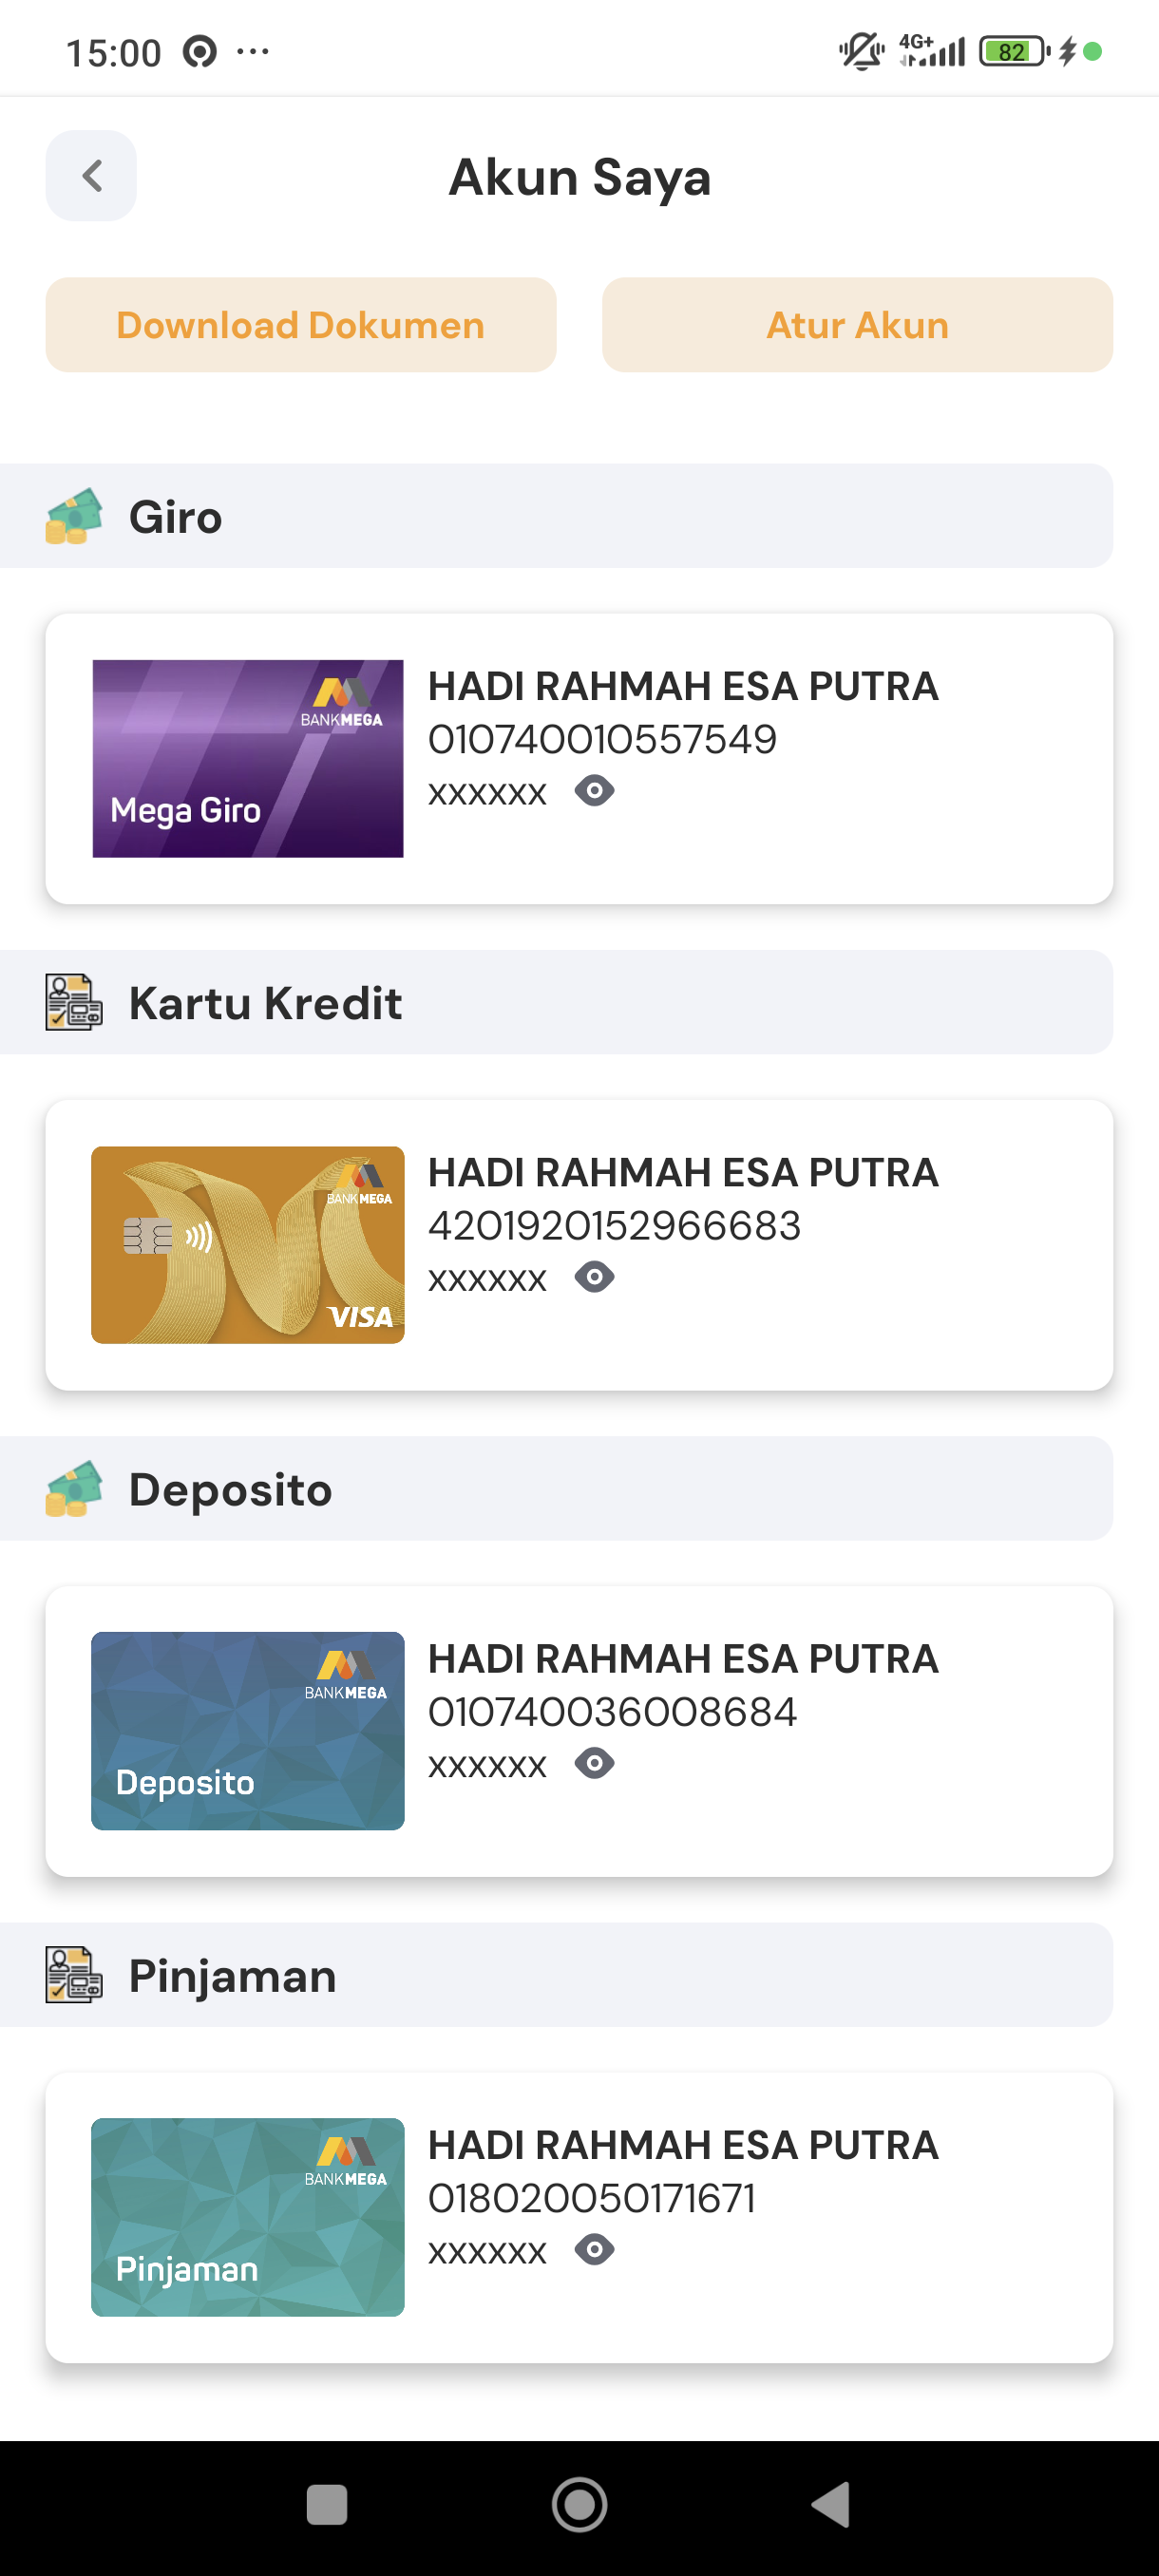 15:00 ...
4G+ 82
Akun Saya
Download Dokumen
Atur Akun
Giro
BANKMEGA
Mega Giro
HADI RAHMAH ESA PUTRA
010740010557549
xxxxxx
Kartu Kredit
BANKMEGA
VISA
HADI RAHMAH ESA PUTRA
4201920152966683
xxxxxx
Deposito
BANKMEGA
Deposito
HADI RAHMAH ESA PUTRA
010740036008684
xxxxxx
Pinjaman
BANKMEGA
Pinjaman
HADI RAHMAH ESA PUTRA
018020050171671
xxxxxx